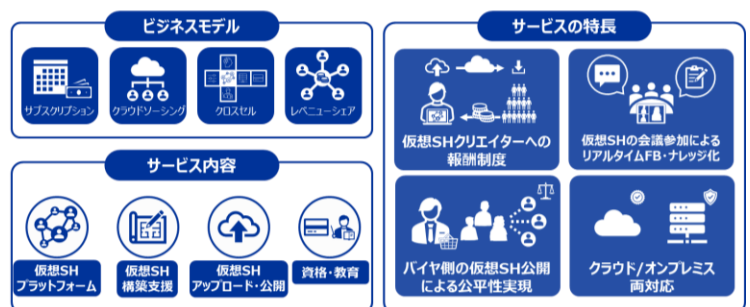 ビジネスモデル
サブスクリプション
クラウドソーシング
クロスセル
レベニューシェア
サービス内容
仮想SH
プラットフォーム
仮想SH
構築支援
仮想SH
アップロード・公開
資格・教育
サービスの特長
仮想SHクリエイターへの
報酬制度
仮想SHの会議参加による
リアルタイムFB・ナレッジ化
バイヤ側の仮想SH公開
による公平性実現
クラウド/オンプレミス
両対応